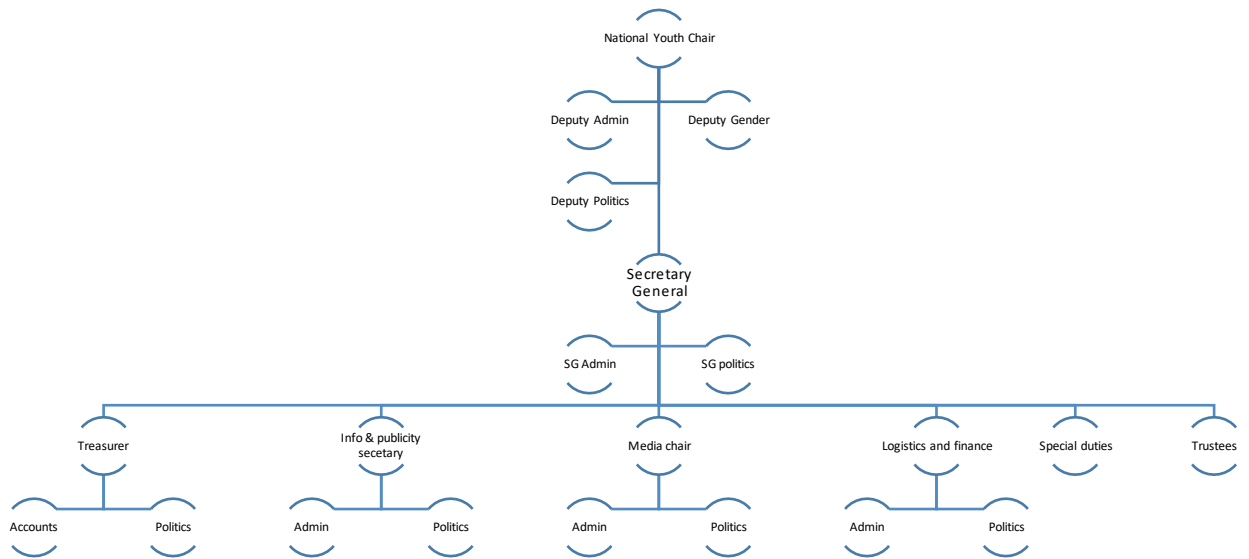 National Youth Chair
Deputy Admin
Deputy Gender
Deputy Politics
Secretary
General
SG Admin
SG politics
Treasurer
Info & publicity
secetary
Media chair
Logistics and finance
Special duties
Trustees
Accounts
Politics
Admin
Politics
Admin
Politics
Admin
Politics